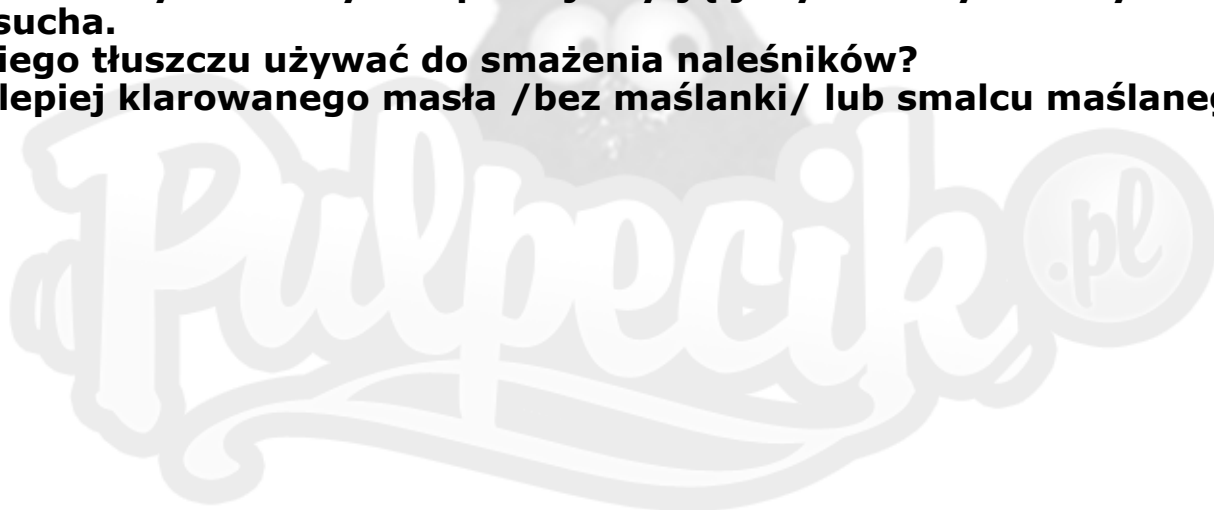 sucha.
iego tłuszczu używać do smażenia naleśników?
lepiej klarowanego masła /bez maślanki/ lub smalcu maślaneg
Pulpecik .pl